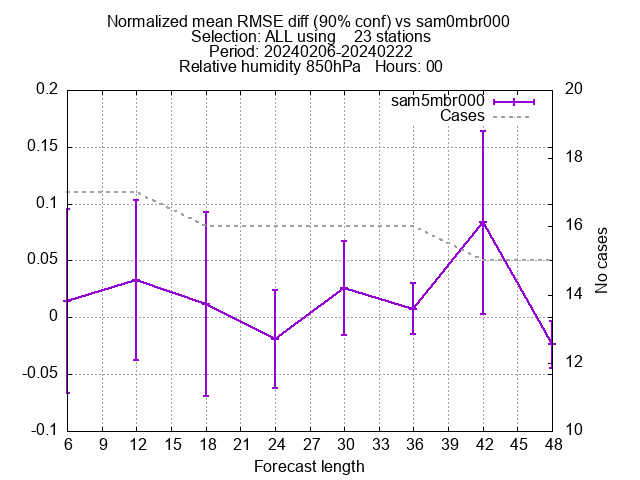 Normalized mean RMSE diff (90% conf) vs sam0mbr000
Selection: ALL using    23 stations
Period: 20240206-20240222
Relative humidity 850hPa   Hours: 00
sam5mbr000
Cases
0.2
0.15
0.1
0.05
0
-0.05
-0.1
20
18
16
14
12
10
No cases
6 9 12 15 18 21 24 27 30 33 36 39 42 45 48
Forecast length